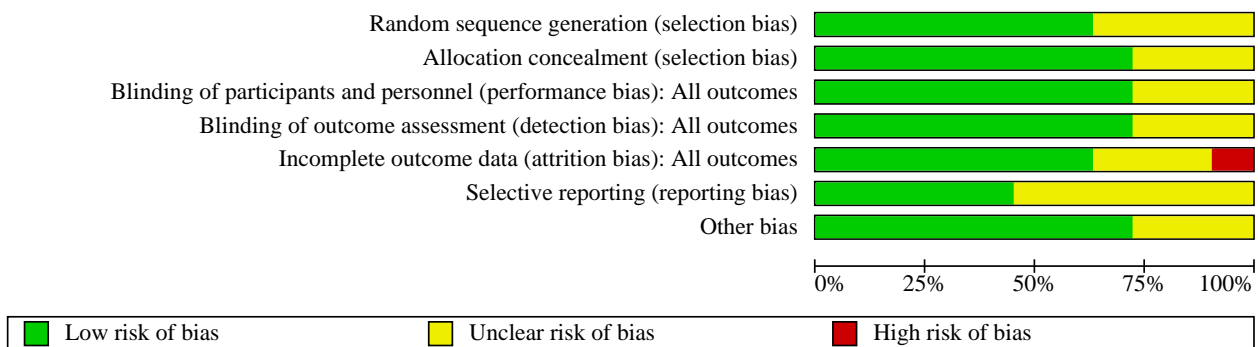 Random sequence generation (selection bias)
Allocation concealment (selection bias)
Blinding of participants and personnel (performance bias): All outcomes
Blinding of outcome assessment (detection bias): All outcomes
Incomplete outcome data (attrition bias): All outcomes
Selective reporting (reporting bias)
Other bias
0% 25% 50% 75% 100%
Low risk of bias Unclear risk of bias High risk of bias